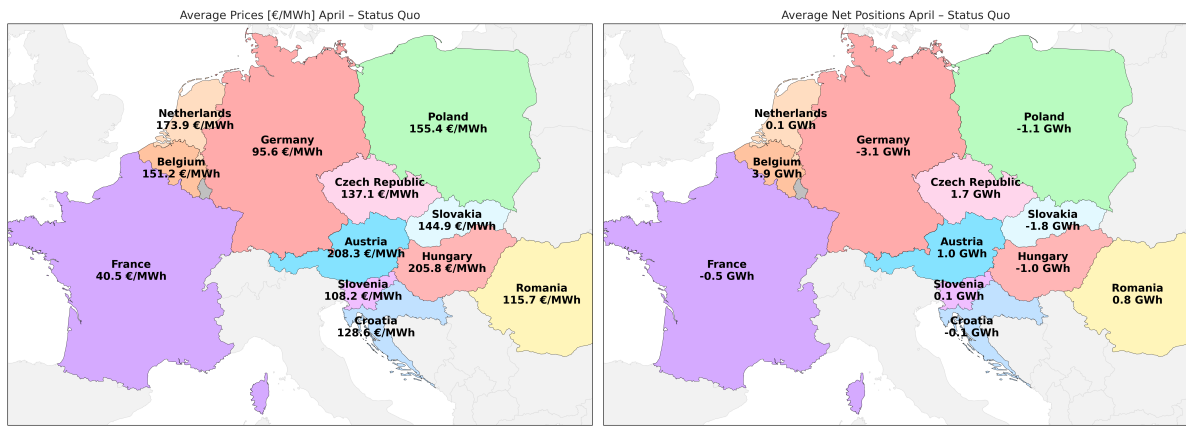 Average Prices [€/MWh] April – Status Quo
Netherlands
173.9 €/MWh
Belgium
151.2 €/MWh
Germany
95.6 €/MWh
Poland
155.4 €/MWh
Czech Republic
137.1 €/MWh
Slovakia
144.9 €/MWh
Austria
208.3 €/MWh
Hungary
205.8 €/MWh
France
40.5 €/MWh
Slovenia
108.2 €/MWh
Romania
115.7 €/MWh
Croatia
128.6 €/MWh
Average Net Positions April – Status Quo
Netherlands
0.1 GWh
Belgium
3.9 GWh
Germany
-3.1 GWh
Poland
-1.1 GWh
Czech Republic
1.7 GWh
Slovakia
-1.8 GWh
Austria
1.0 GWh
Hungary
-1.0 GWh
France
-0.5 GWh
Slovenia
0.1 GWh
Romania
0.8 GWh
Croatia
-0.1 GWh